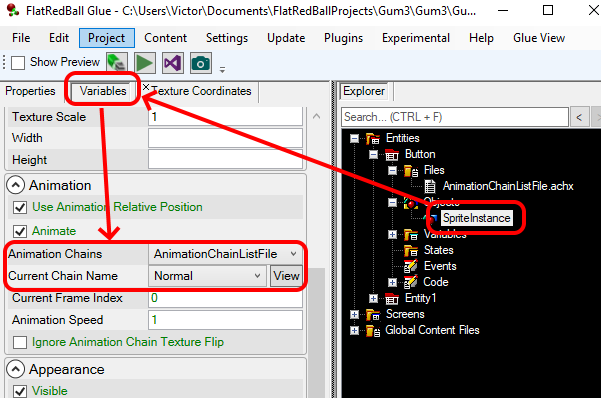 FlatRedBall Glue - C:\Users\Victor\Documents\FlatRedBallProjects\Gum3\Gum3\Gu...
File Edit Project Content Settings Update Plugins Experimental Help Glue View
Show Preview
Properties Variables Texture Coordinates
Texture Scale 1
Width
Height
Animation
Use Animation Relative Position
Animate
Animation Chains AnimationChainListFile
Current Chain Name Normal View
Current Frame Index 0
Animation Speed 1
Ignore Animation Chain Texture Flip
Appearance
Visible
Explorer
Search... (CTRL + F) <
Entities
Button
Files
AnimationChainListFile.achx
Objects
SpriteInstance
Variables
States
Events
Code
Entity1
Screens
Global Content Files